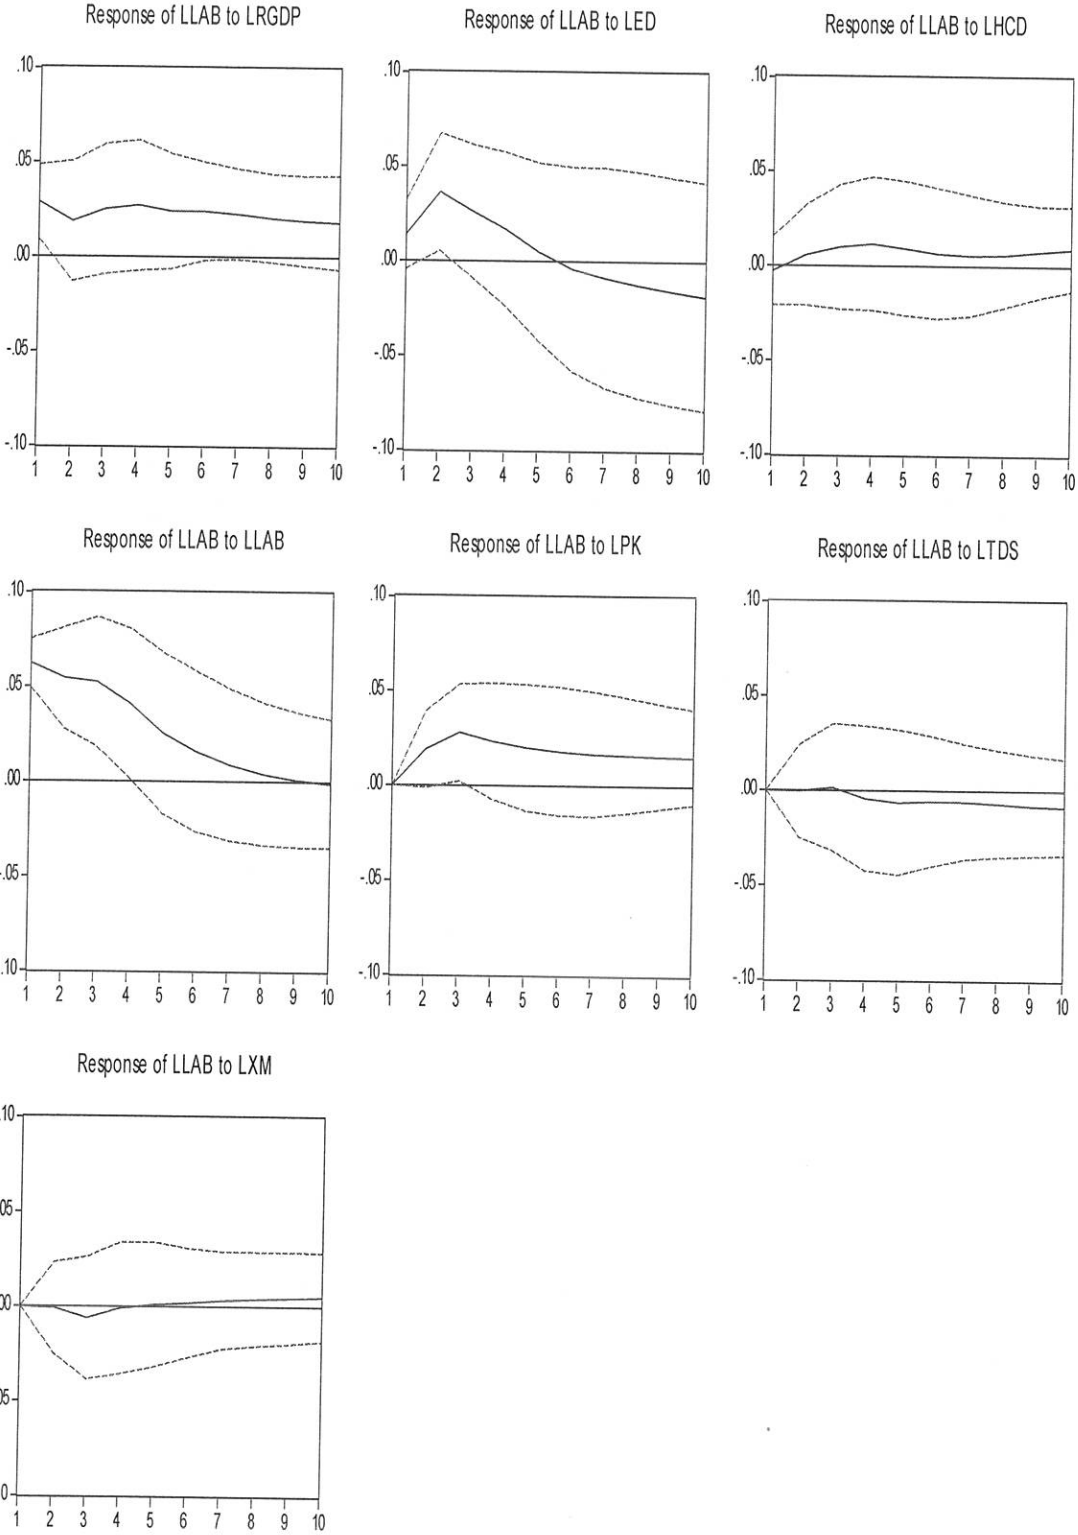 Response of LLAB to LRGDP
Response of LLAB to LED
Response of LLAB to LHCD
.10
.05
.00
-.05
-.10
1 2 3 4 5 6 7 8 9 10
.10
.05
.00
-.05
-.10
1 2 3 4 5 6 7 8 9 10
.10
.05
.00
-.05
-.10
1 2 3 4 5 6 7 8 9 10
Response of LLAB to LLAB
Response of LLAB to LPK
Response of LLAB to LTDS
.10
.05
.00
-.05
.10
1 2 3 4 5 6 7 8 9 10
.10
.05
.00
-.05
-.10
1 2 3 4 5 6 7 8 9 10
.10
.05
.00
-.05
-.10
1 2 3 4 5 6 7 8 9 10
Response of LLAB to LXM
.10
05
00
05
0
1 2 3 4 5 6 7 8 9 10